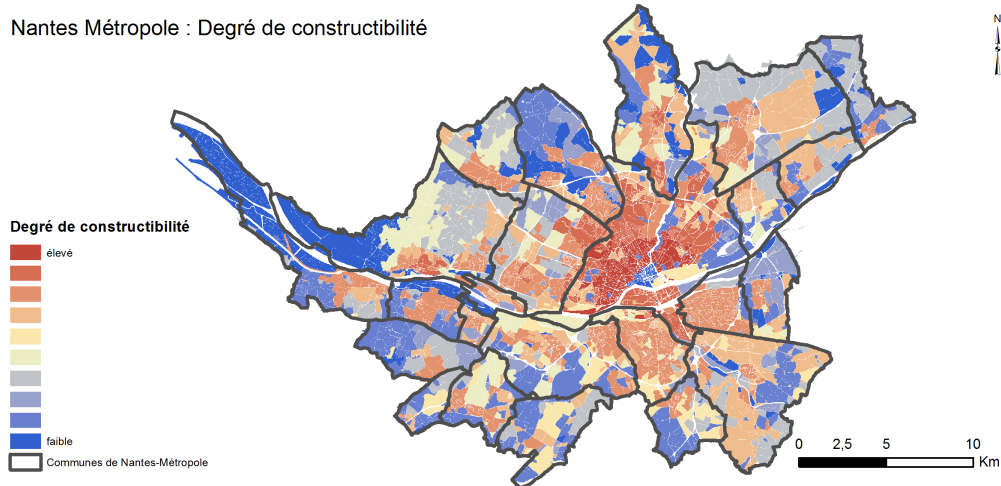 Nantes Métropole : Degré de constructibilité
N
Degré de constructibilité
élevé
faible
Communes de Nantes-Métropole
0 2,5 5 10
Km